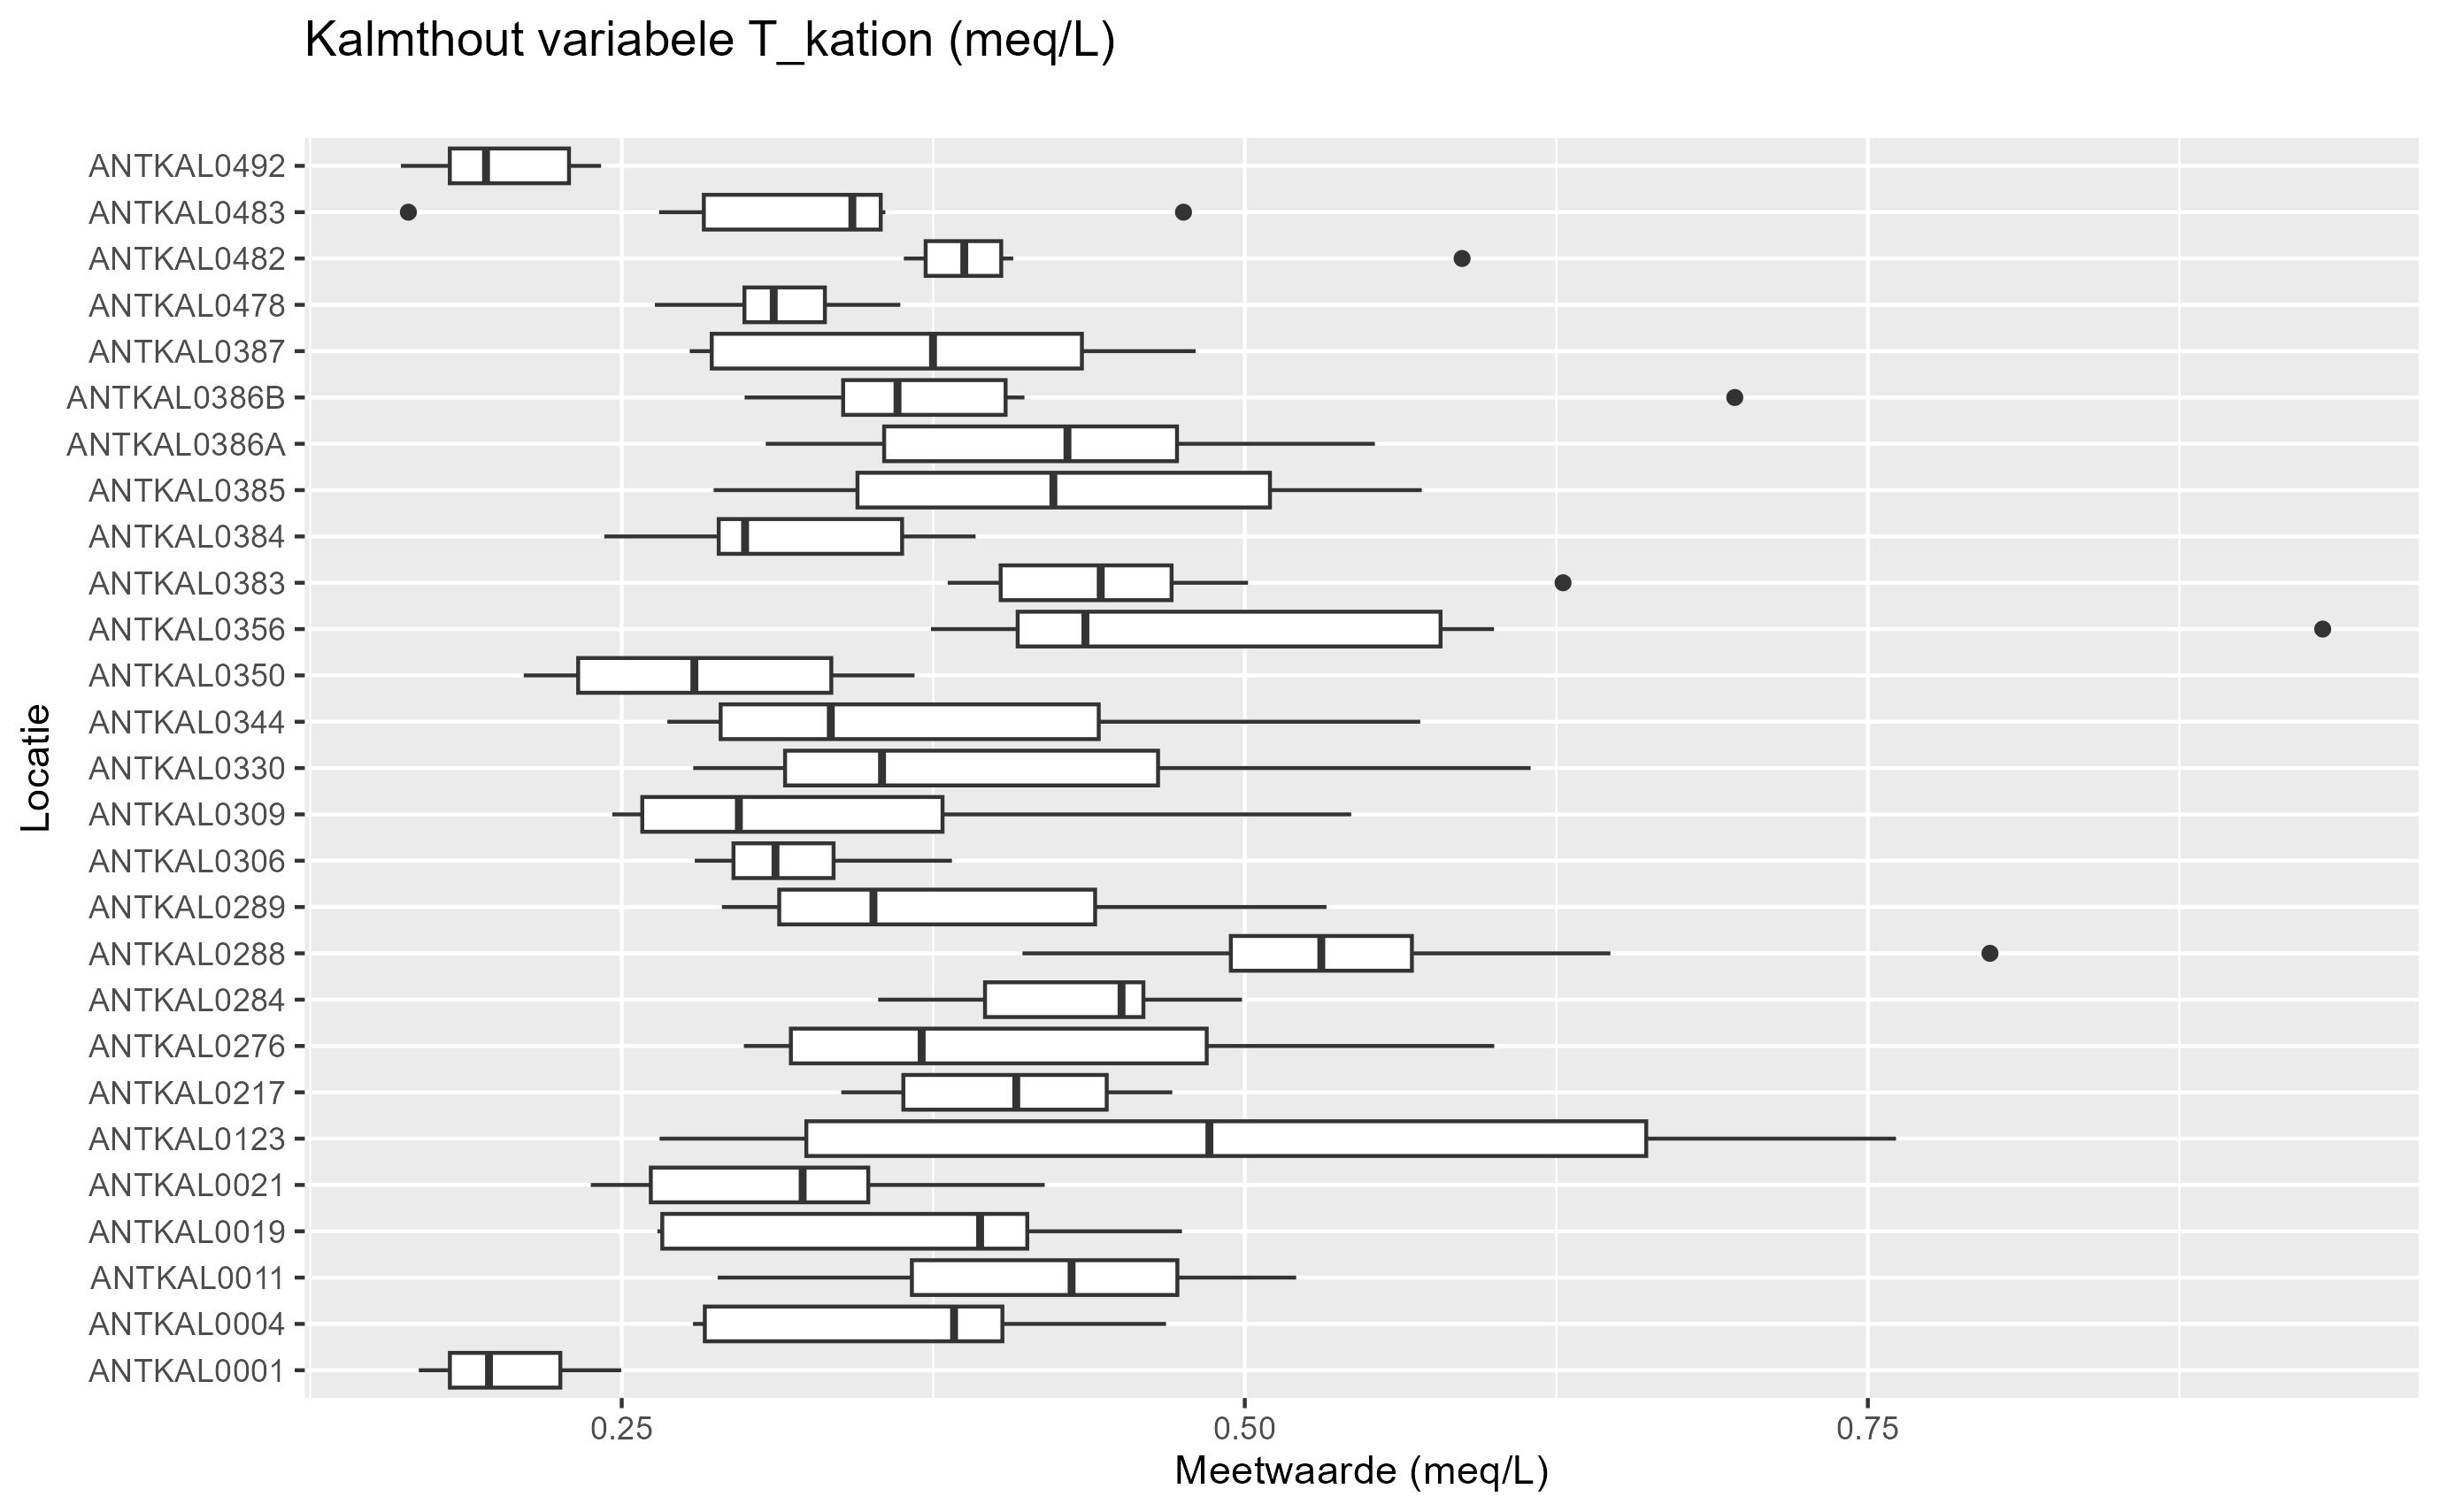 Kalmthout variabele T_kation (meq/L)
Locatie
ANTKAL0492
ANTKAL0483
ANTKAL0482
ANTKAL0478
ANTKAL0387
ANTKAL0386B
ANTKAL0386A
ANTKAL0385
ANTKAL0384
ANTKAL0383
ANTKAL0356
ANTKAL0350
ANTKAL0344
ANTKAL0330
ANTKAL0309
ANTKAL0306
ANTKAL0289
ANTKAL0288
ANTKAL0284
ANTKAL0276
ANTKAL0217
ANTKAL0123
ANTKAL0021
ANTKAL0019
ANTKAL0011
ANTKAL0004
ANTKAL0001
0.25 0.50 0.75
Meetwaarde (meq/L)